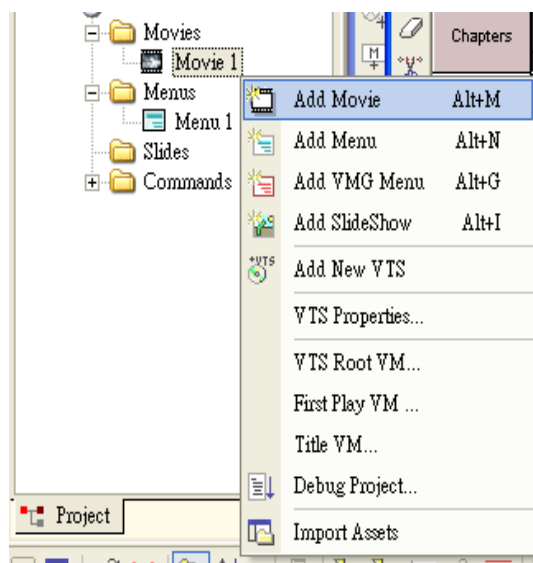 Movies
Movie 1
Menus
Menu 1
Slides
Commands
Project
M
Chapters
Add Movie Alt+M
Add Menu Alt+N
Add VMG Menu Alt+G
Add SlideShow Alt+I
+VTS
Add New VTS
VTS Properties...
VTS Root VM...
First Play VM ...
Title VM...
Debug Project...
Import Assets